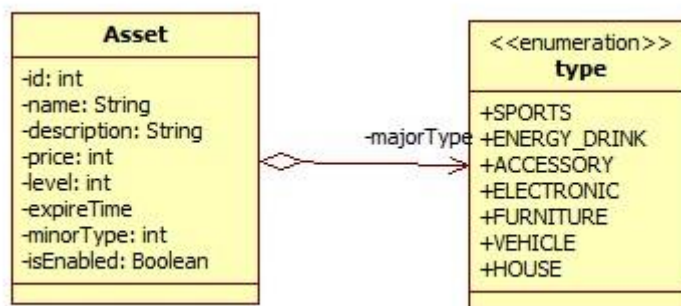 Asset
-id: int
-name: String
-description: String
-price: int
-level: int
-expireTime
-minorType: int
-isEnabled: Boolean
-majorType
<<enumeration>>
type
+SPORTS
+ENERGY_DRINK
+ACCESSORY
+ELECTRONIC
+FURNITURE
+VEHICLE
+HOUSE